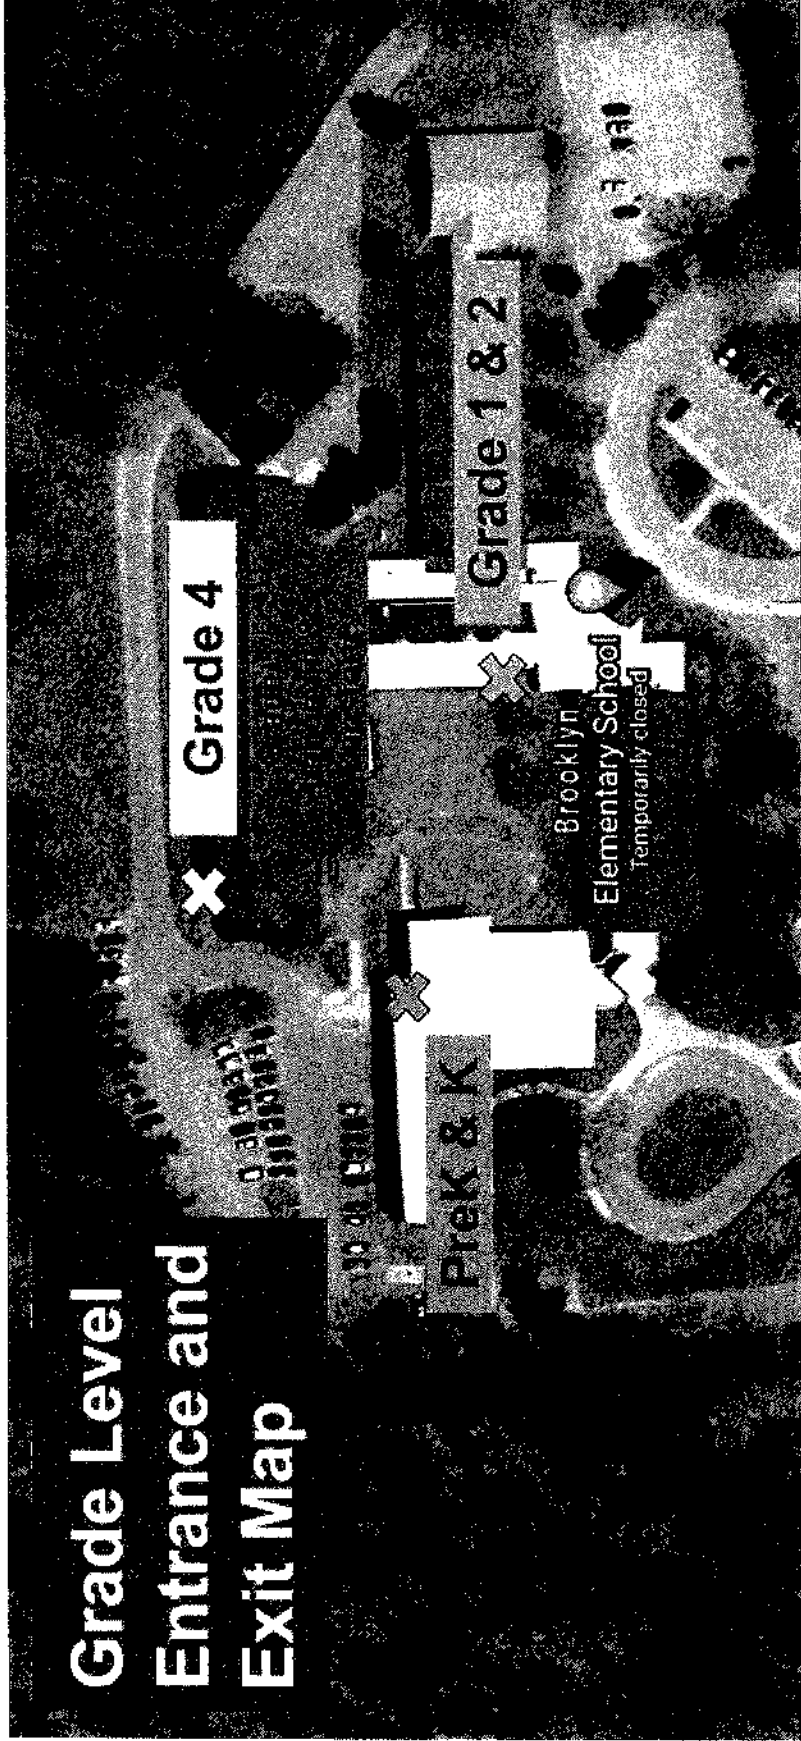 Grade Level
Entrance and
Exit Map
Grade 4
PreK & K
Grade 1 & 2
Brooklyn
Elementary School
Temporarily closed